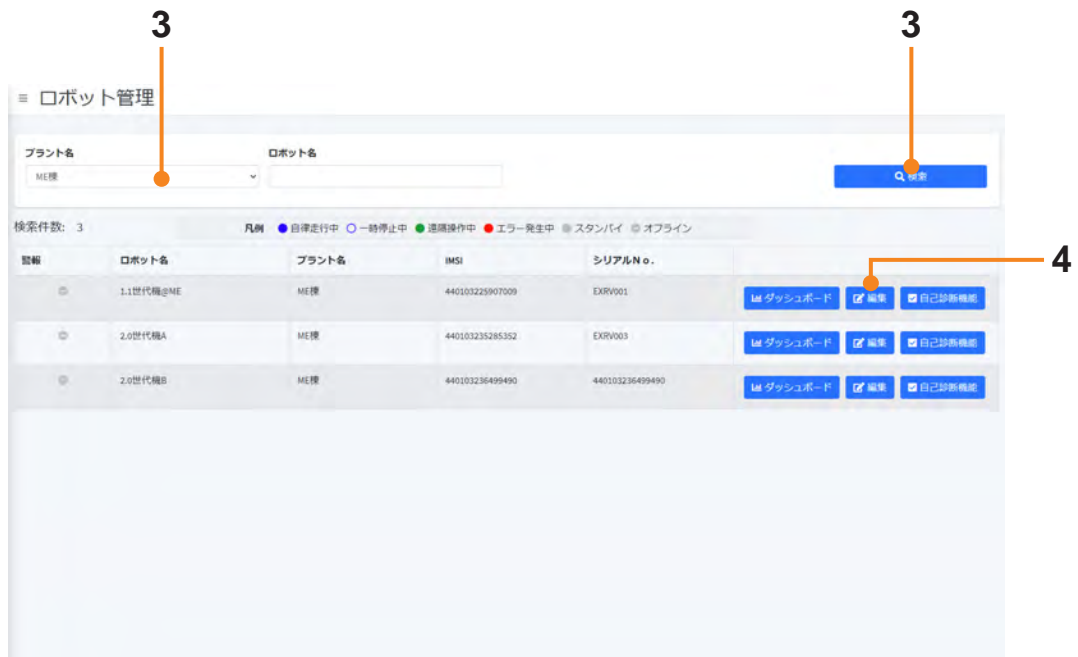 3 3
≡ ロボット管理
プラント名 ロボット名
ME棟 検索
検索件数: 3 凡例 自律走行中 一時停止中 遠隔操作中 エラー発生中 スタンバイ オフライン
4
警報 ロボット名 プラント名 IMSI シリアルNo.
1.1世代機@ME ME棟 440103225907009 EXRV001 ダッシュボード 編集 自己診断機能
2.0世代機A ME棟 440103235285352 EXRV003 ダッシュボード 編集 自己診断機能
2.0世代機B ME棟 440103236499490 440103236499490 ダッシュボード 編集 自己診断機能